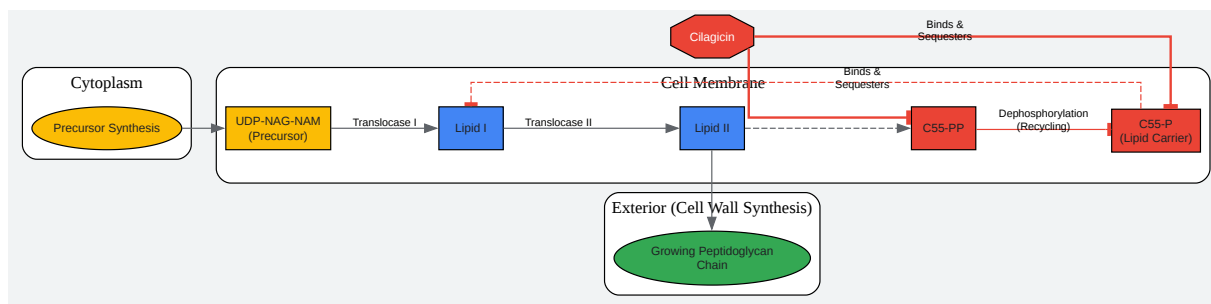 Cilagicin
Binds &
Sequesters
Cytoplasm
Cell Membrane
Binds &
Sequesters
Precursor Synthesis
UDP-NAG-NAM
(Precursor)
Translocase I
Lipid I
Translocase II
Lipid II
C55-PP
Dephosphorylation
(Recycling)
C55-P
(Lipid Carrier)
Exterior (Cell Wall Synthesis)
Growing Peptidoglycan
Chain